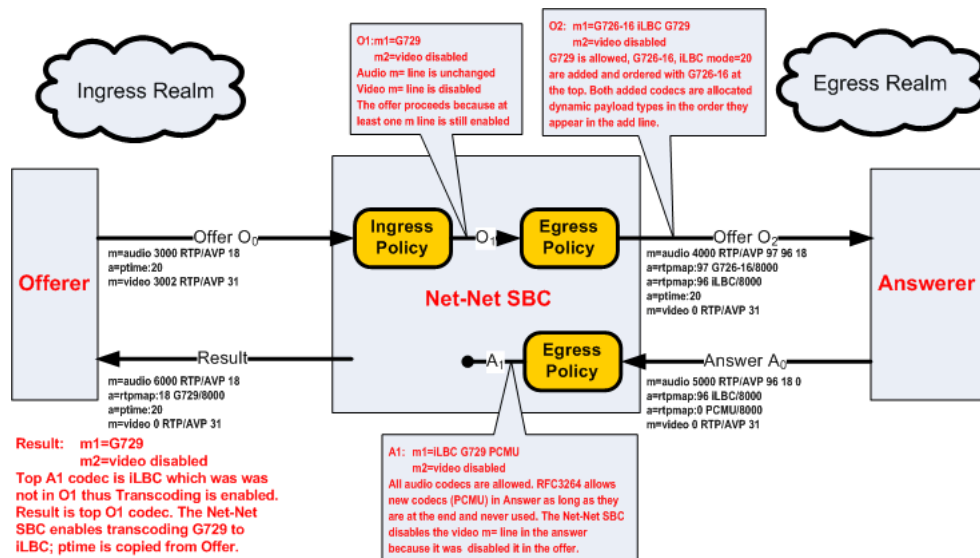 Ingress Realm
O1:m1=G729
m2=video disabled
Audio m= line is unchanged
Video m= line is disabled
The offer proceeds because at
least one m line is still enabled
O2: m1=G726-16 iLBC G729
m2=video disabled
G729 is allowed, G726-16, iLBC mode=20
are added and ordered with G726-16 at
the top. Both added codecs are allocated
dynamic payload types in the order they
appear in the add line.
Egress Realm
Offerer
Offer O0
m=audio 3000 RTP/AVP 18
a=ptime:20
m=video 3002 RTP/AVP 31
Ingress
Policy
O1
Egress
Policy
Net-Net SBC
Offer O2
m=audio 4000 RTP/AVP 97 96 18
a=rtpmap:97 G726-16/8000
a=rtpmap:96 iLBC/8000
a=ptime:20
m=video 0 RTP/AVP 31
Answerer
Result
m=audio 6000 RTP/AVP 18
a=rtpmap:18 G729/8000
a=ptime:20
m=video 0 RTP/AVP 31
A1
Egress
Policy
Answer A0
m=audio 5000 RTP/AVP 96 18 0
a=rtpmap:96 iLBC/8000
a=rtpmap:0 PCMU/8000
m=video 0 RTP/AVP 31
Result: m1=G729
m2=video disabled
Top A1 codec is iLBC which was was
not in O1 thus Transcoding is enabled.
Result is top O1 codec. The Net-Net
SBC enables transcoding G729 to
iLBC; ptime is copied from Offer.
A1: m1=iLBC G729 PCMU
m2=video disabled
All audio codecs are allowed. RFC3264 allows
new codecs (PCMU) in Answer as long as they
are at the end and never used. The Net-Net SBC
disables the video m= line in the answer
because it was disabled it in the offer.